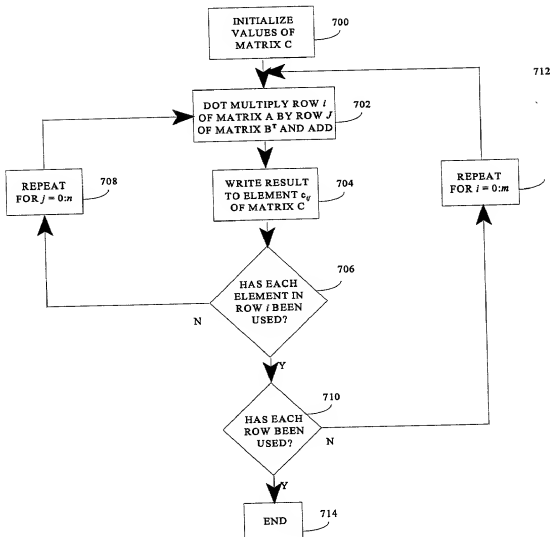 INITIALIZE
VALUES OF
MATRIX C
700
712
DOT MULTIPLY ROW i
OF MATRIX A BY ROW J
OF MATRIX Bᵀ AND ADD
702
REPEAT
FOR j = 0:n
708
WRITE RESULT
TO ELEMENT cᵢⱼ
OF MATRIX C
704
REPEAT
FOR i = 0:m
HAS EACH
ELEMENT IN
ROW i BEEN
USED?
706
N
Y
710
HAS EACH
ROW BEEN
USED?
N
Y
END
714